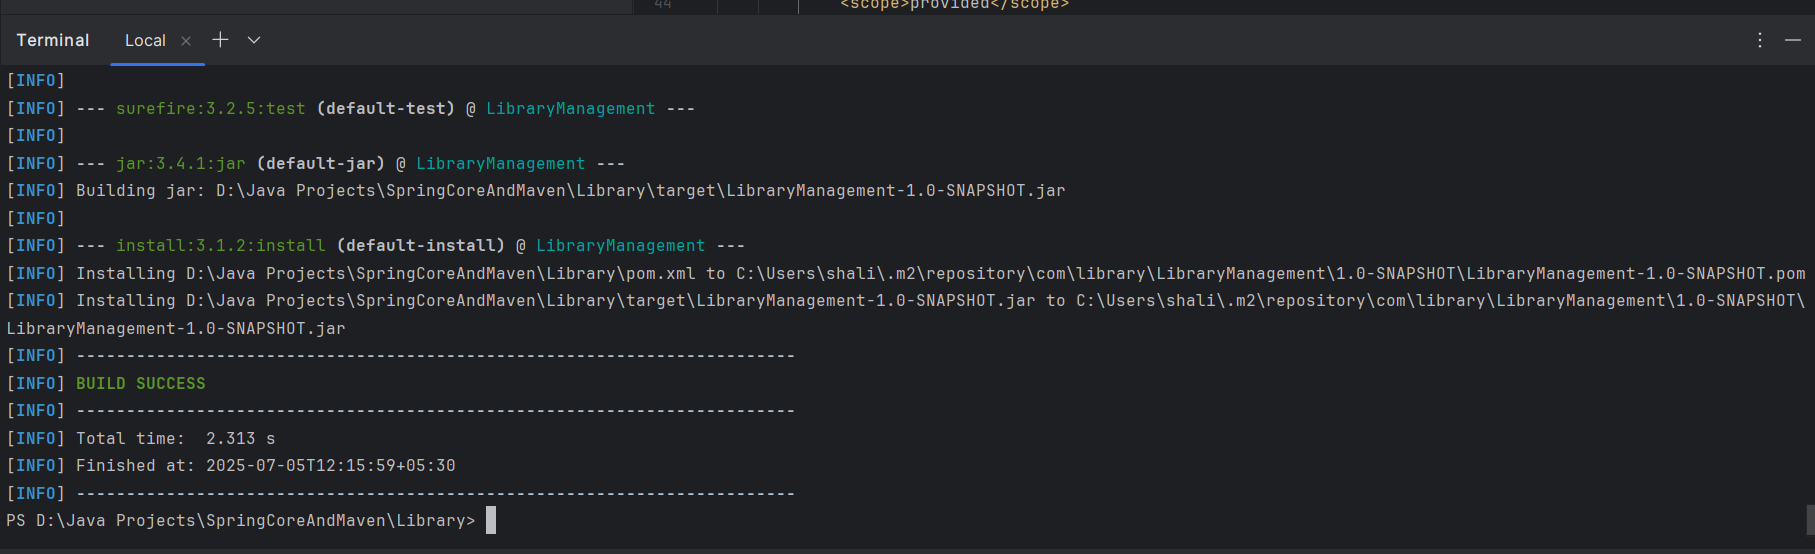 44 <scope>provided</scope>
Terminal Local
[INFO]
[INFO] --- surefire:3.2.5:test (default-test) @ LibraryManagement ---
[INFO]
[INFO] --- jar:3.4.1:jar (default-jar) @ LibraryManagement ---
[INFO] Building jar: D:\Java Projects\SpringCoreAndMaven\Library\target\LibraryManagement-1.0-SNAPSHOT.jar
[INFO]
[INFO] --- install:3.1.2:install (default-install) @ LibraryManagement ---
[INFO] Installing D:\Java Projects\SpringCoreAndMaven\Library\pom.xml to C:\Users\shali\.m2\repository\com\library\LibraryManagement\1.0-SNAPSHOT\LibraryManagement-1.0-SNAPSHOT.pom
[INFO] Installing D:\Java Projects\SpringCoreAndMaven\Library\target\LibraryManagement-1.0-SNAPSHOT.jar to C:\Users\shali\.m2\repository\com\library\LibraryManagement\1.0-SNAPSHOT\
LibraryManagement-1.0-SNAPSHOT.jar
[INFO] ------------------------------------------------------------------------
[INFO] BUILD SUCCESS
[INFO] ------------------------------------------------------------------------
[INFO] Total time:  2.313 s
[INFO] Finished at: 2025-07-05T12:15:59+05:30
[INFO] ------------------------------------------------------------------------
PS D:\Java Projects\SpringCoreAndMaven\Library>